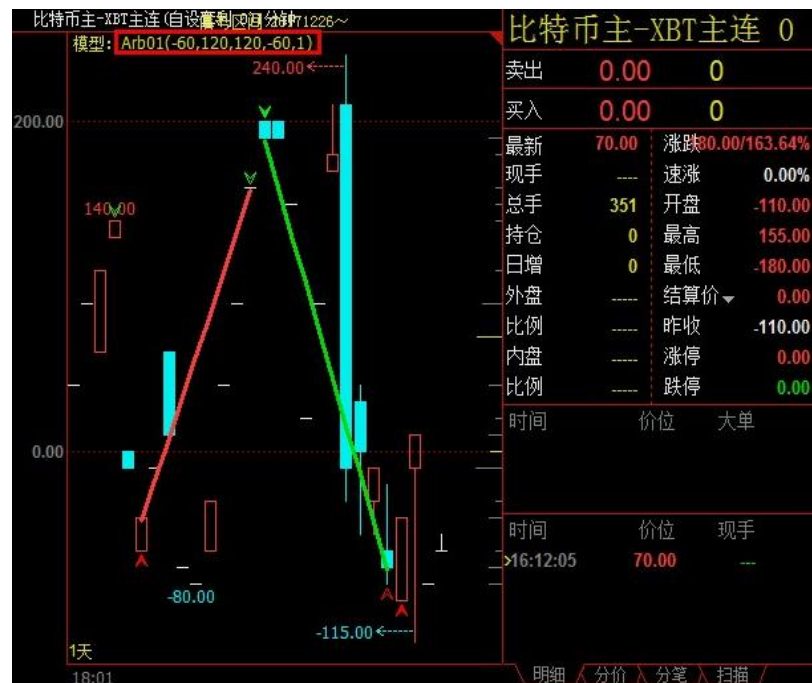 比特币主-XBT主连(自设
20171226～
模型: Arb01(-60,120,120,-60,1)
240.00
200.00
140.00
0.00
-80.00
-115.00
1天
18:01
比特币主-XBT主连 0
卖出 0.00 0
买入 0.00 0
最新 70.00 涨跌 180.00/163.64%
现手 ---- 速涨 0.00%
总手 351 开盘 -110.00
持仓 0 最高 155.00
日增 0 最低 -180.00
外盘 ----- 结算价 0.00
比例 ----- 昨收 -110.00
内盘 ----- 涨停 0.00
比例 ----- 跌停 0.00
时间 价位 大单
时间 价位 现手
16:12:05 70.00 ---
明细 分价 分笔 扫描